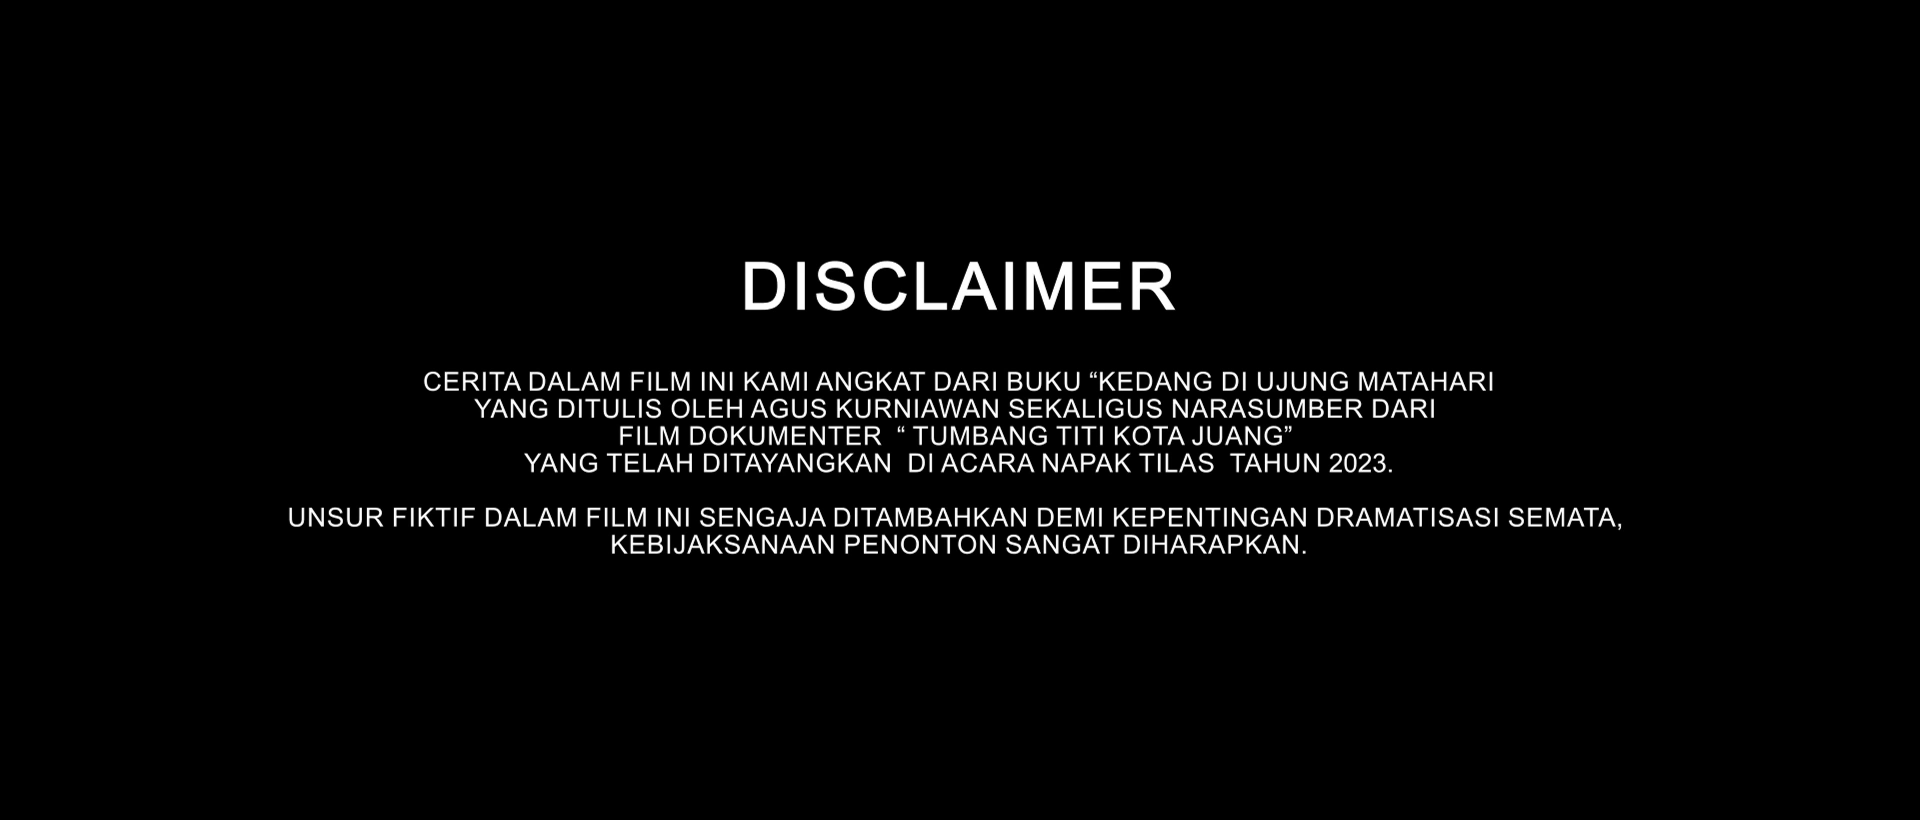 DISCLAIMER
CERITA DALAM FILM INI KAMI ANGKAT DARI BUKU “KEDANG DI UJUNG MATAHARI
YANG DITULIS OLEH AGUS KURNIAWAN SEKALIGUS NARASUMBER DARI
FILM DOKUMENTER “ TUMBANG TITI KOTA JUANG”
YANG TELAH DITAYANGKAN DI ACARA NAPAK TILAS TAHUN 2023.
UNSUR FIKTIF DALAM FILM INI SENGAJA DITAMBAHKAN DEMI KEPENTINGAN DRAMATISASI SEMATA,
KEBIJAKSANAAN PENONTON SANGAT DIHARAPKAN.